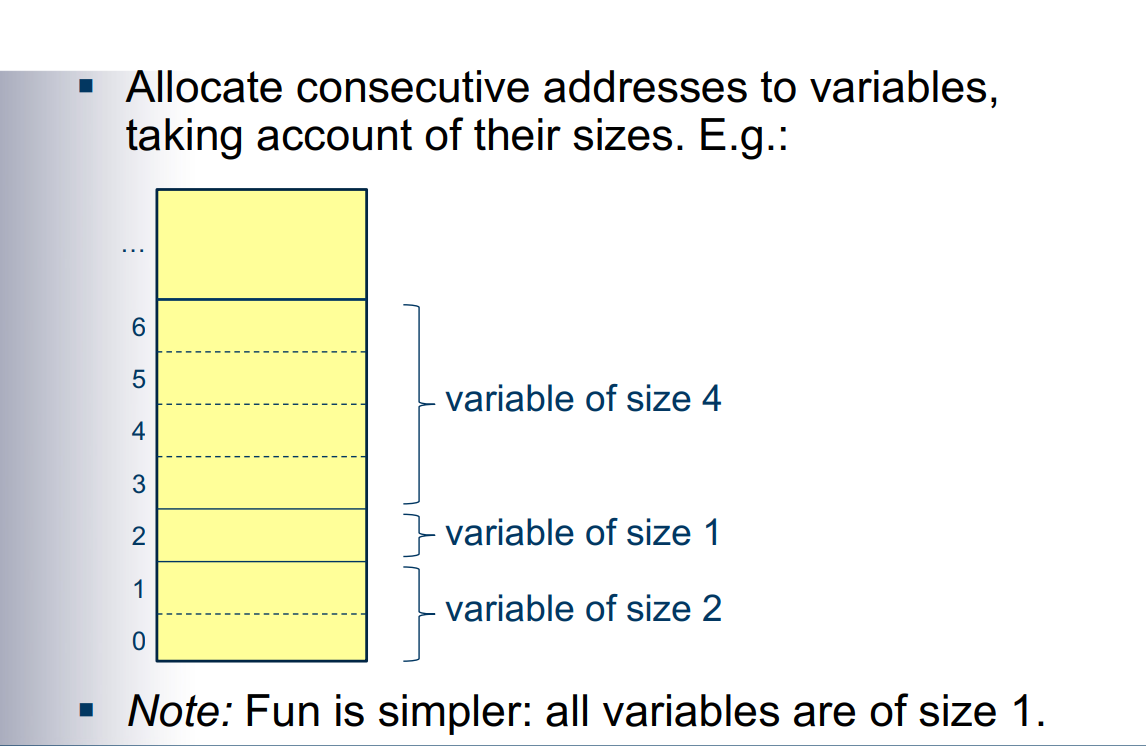 ▪ Allocate consecutive addresses to variables,
taking account of their sizes. E.g.:
...
6
5
variable of size 4
4
3
2
variable of size 1
1
variable of size 2
0
▪ Note: Fun is simpler: all variables are of size 1.